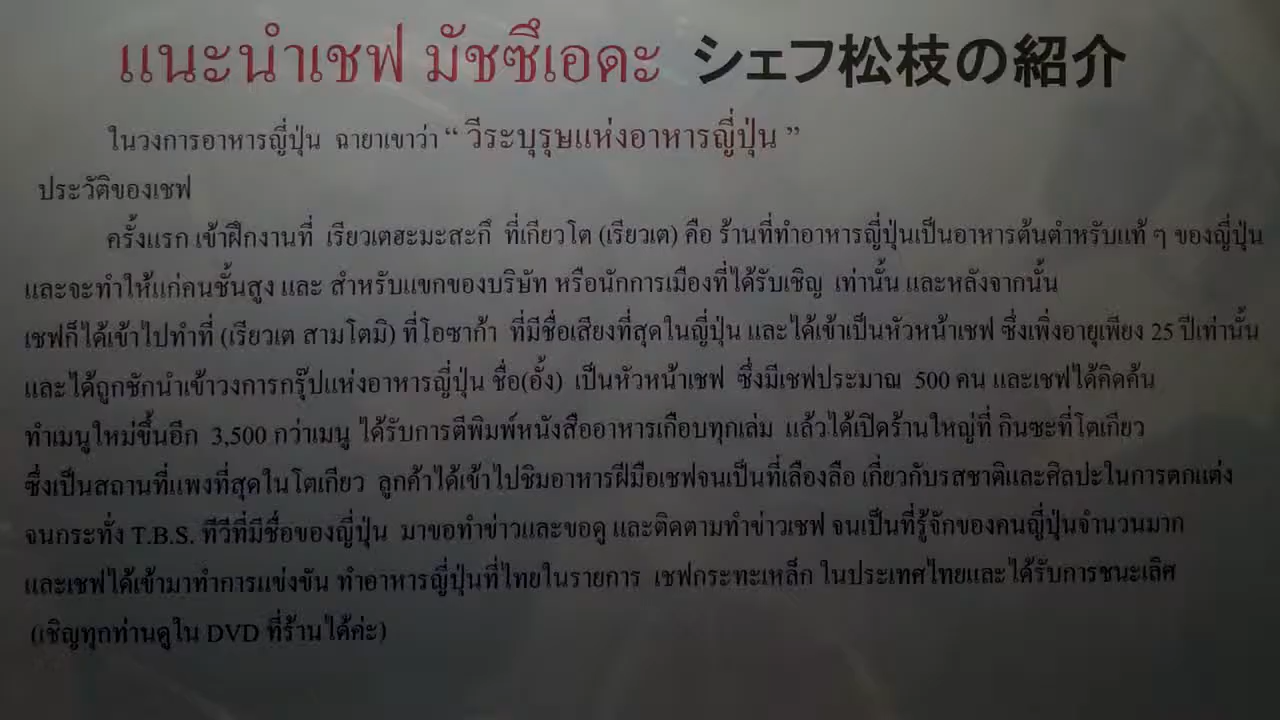 แนะนำเชฟ มัชซึเอดะ シェフ松枝の紹介
ในวงการอาหารญี่ปุ่น ฉายาเขาว่า “ วีระบุรุษแห่งอาหารญี่ปุ่น ”
ประวัติของเชฟ
ครั้งแรก เข้าฝึกงานที่ เรียวเตฮะมะสะกึ ที่เกียวโต (เรียวเต) คือ ร้านที่ทำอาหารญี่ปุ่นเป็นอาหารต้นตำหรับแท้ ๆ ของญี่ปุ่น
และจะทำให้แก่คนชั้นสูง และ สำหรับแขกของบริษัท หรือนักการเมืองที่ได้รับเชิญ เท่านั้น และหลังจากนั้น
เชฟก็ได้เข้าไปทำที่ (เรียวเต สามโตมิ) ที่โอซาก้า ที่มีชื่อเสียงที่สุดในญี่ปุ่น และได้เข้าเป็นหัวหน้าเชฟ ซึ่งเพิ่งอายุเพียง 25 ปีเท่านั้น
และได้ถูกชักนำเข้าวงการกรุ๊ปแห่งอาหารญี่ปุ่น ชื่อ(อั้ง) เป็นหัวหน้าเชฟ ซึ่งมีเชฟประมาณ 500 คน และเชฟได้คิดค้น
ทำเมนูใหม่ขึ้นอีก 3,500 กว่าเมนู ได้รับการตีพิมพ์หนังสืออาหารเกือบทุกเล่ม แล้วได้เปิดร้านใหญ่ที่ กินซะที่โตเกียว
ซึ่งเป็นสถานที่แพงที่สุดในโตเกียว ลูกค้าได้เข้าไปชิมอาหารฝีมือเชฟจนเป็นที่เลืองลือ เกี่ยวกับรสชาติและศิลปะในการตกแต่ง
จนกระทั่ง T.B.S. ทีวีที่มีชื่อของญี่ปุ่น มาขอทำข่าวและขอดู และติดตามทำข่าวเชฟ จนเป็นที่รู้จักของคนญี่ปุ่นจำนวนมาก
และเชฟได้เข้ามาทำการแข่งขัน ทำอาหารญี่ปุ่นที่ไทยในรายการ เชฟกระทะเหล็ก ในประเทศไทยและได้รับการชนะเลิศ
(เชิญทุกท่านดูใน DVD ที่ร้านได้ค่ะ)